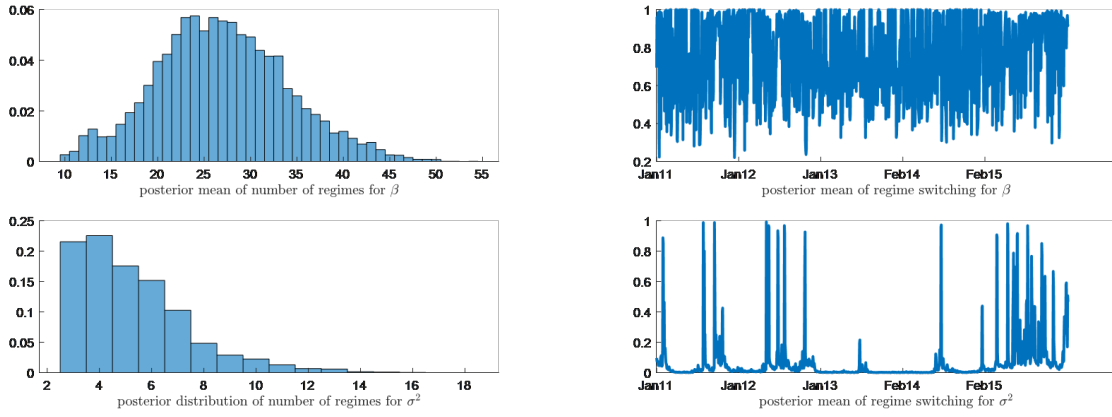 0.06
0.04
0.02
0
10 15 20 25 30 35 40 45 50 55
posterior mean of number of regimes for β
1
0.8
0.6
0.4
0.2
Jan11 Jan12 Jan13 Feb14 Feb15
posterior mean of regime switching for β
0.25
0.2
0.15
0.1
0.05
0
2 4 6 8 10 12 14 16 18
posterior distribution of number of regimes for σ²
1
0.8
0.6
0.4
0.2
0
Jan11 Jan12 Jan13 Feb14 Feb15
posterior mean of regime switching for σ²